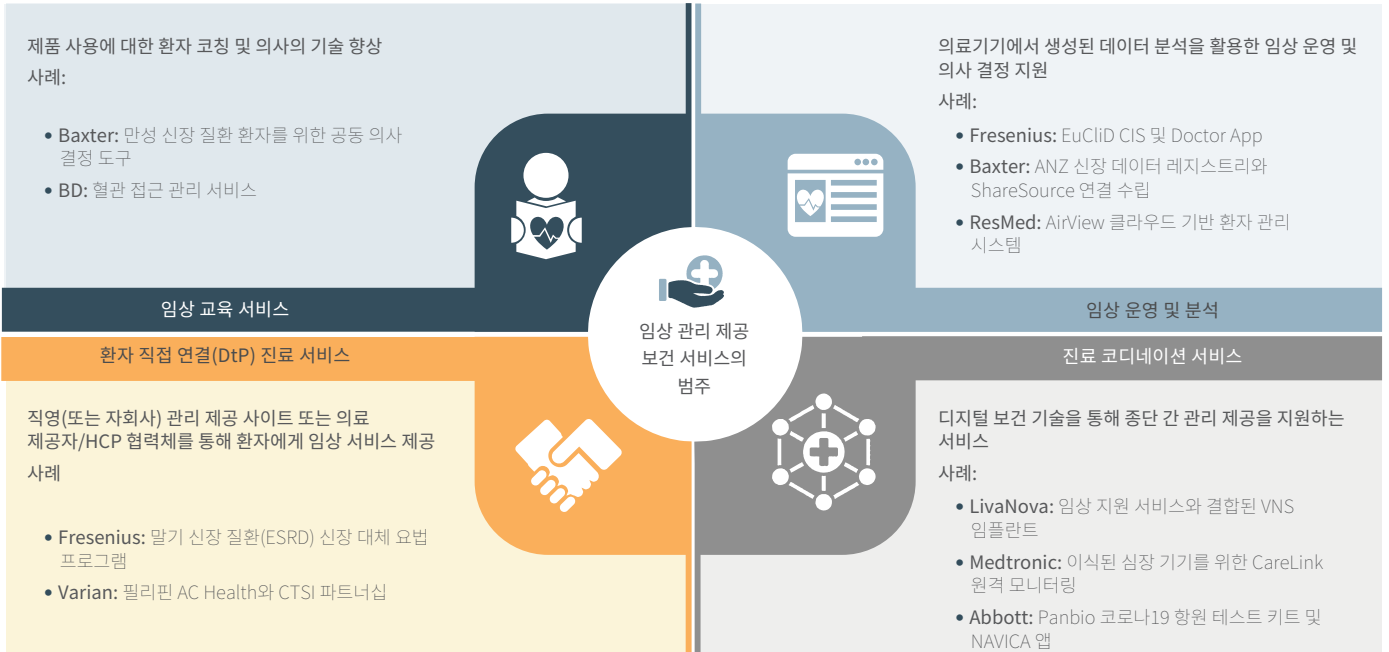 제품 사용에 대한 환자 코칭 및 의사의 기술 향상
사례:
• Baxter: 만성 신장 질환 환자를 위한 공동 의사
결정 도구
• BD: 혈관 접근 관리 서비스
임상 교육 서비스
의료기기에서 생성된 데이터 분석을 활용한 임상 운영 및
의사 결정 지원
사례:
• Fresenius: EuCliD CIS 및 Doctor App
• Baxter: ANZ 신장 데이터 레지스트리와
ShareSource 연결 수립
• ResMed: AirView 클라우드 기반 환자 관리
시스템
임상 운영 및 분석
임상 관리 제공
보건 서비스의
범주
환자 직접 연결(DtP) 진료 서비스
직영(또는 자회사) 관리 제공 사이트 또는 의료
제공자/HCP 협력체를 통해 환자에게 임상 서비스 제공
사례
• Fresenius: 말기 신장 질환(ESRD) 신장 대체 요법
프로그램
• Varian: 필리핀 AC Health와 CTSI 파트너십
진료 코디네이션 서비스
디지털 보건 기술을 통해 종단 간 관리 제공을 지원하는
서비스
사례:
• LivaNova: 임상 지원 서비스와 결합된 VNS
임플란트
• Medtronic: 이식된 심장 기기를 위한 CareLink
원격 모니터링
• Abbott: Panbio 코로나19 항원 테스트 키트 및
NAVICA 앱